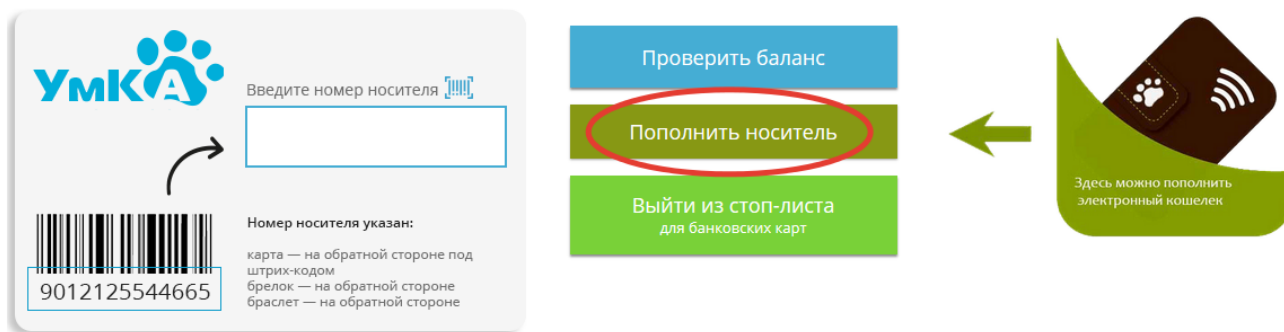 УмКА
Введите номер носителя
9012125544665
Номер носителя указан:
карта — на обратной стороне под
штрих-кодом
брелок — на обратной стороне
браслет — на обратной стороне
Проверить баланс
Пополнить носитель
Выйти из стоп-листа
для банковских карт
Здесь можно пополнить
электронный кошелек